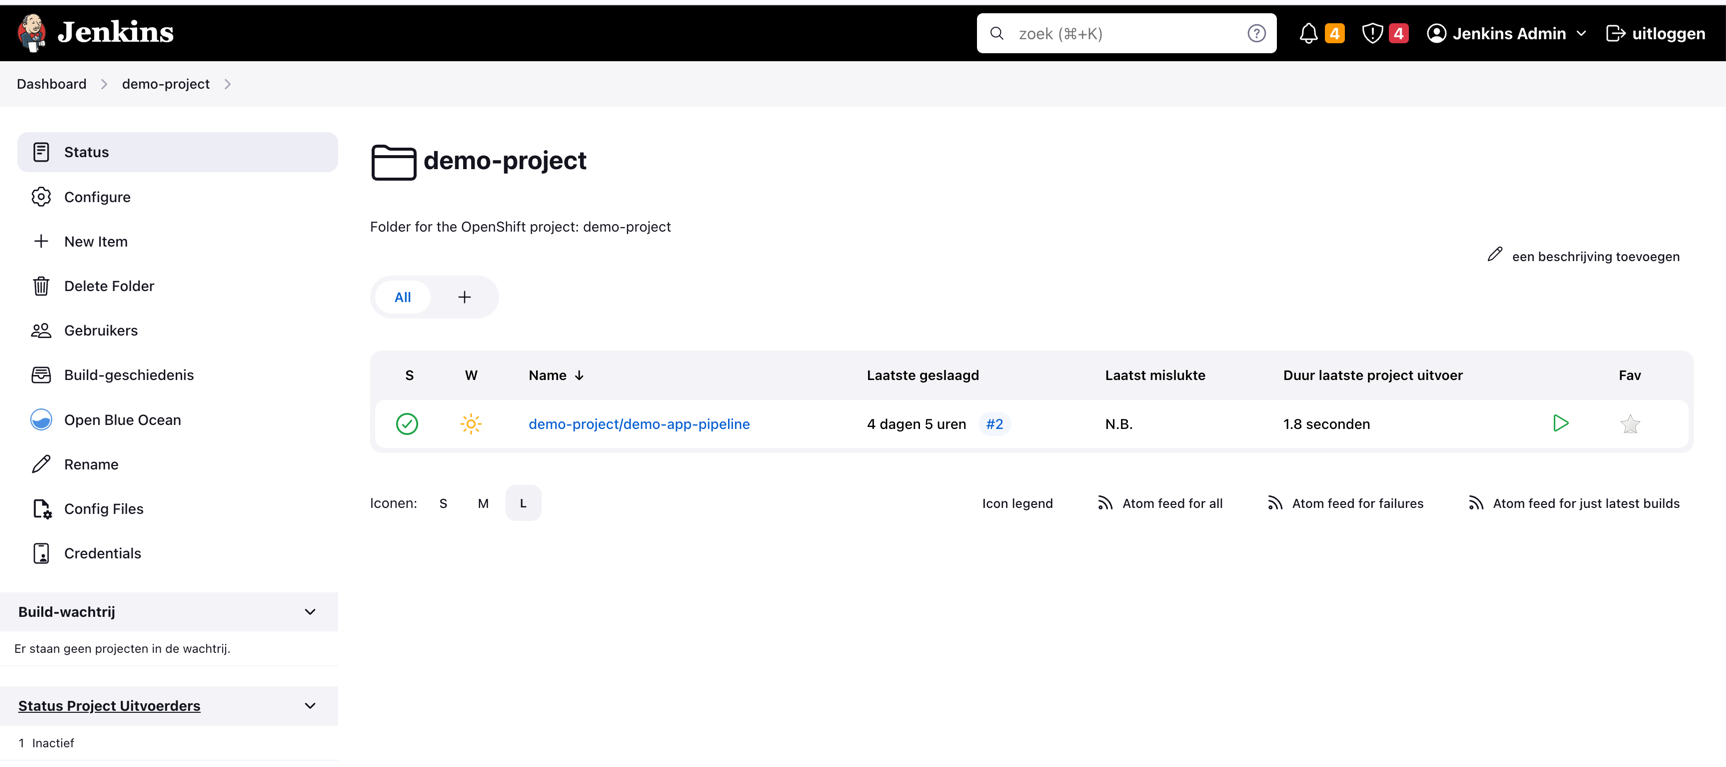 Jenkins
zoek (⌘+K)
4
4
Jenkins Admin
uitloggen
Dashboard
demo-project
Status
Configure
New Item
Delete Folder
Gebruikers
Build-geschiedenis
Open Blue Ocean
Rename
Config Files
Credentials
Build-wachtrij
Er staan geen projecten in de wachtrij.
Status Project Uitvoerders
1 Inactief
demo-project
Folder for the OpenShift project: demo-project
een beschrijving toevoegen
All
S W Name ↓ Laatste geslaagd Laatst mislukte Duur laatste project uitvoer Fav
demo-project/demo-app-pipeline 4 dagen 5 uren #2 N.B. 1.8 seconden
Iconen: S M L Icon legend Atom feed for all Atom feed for failures Atom feed for just latest builds